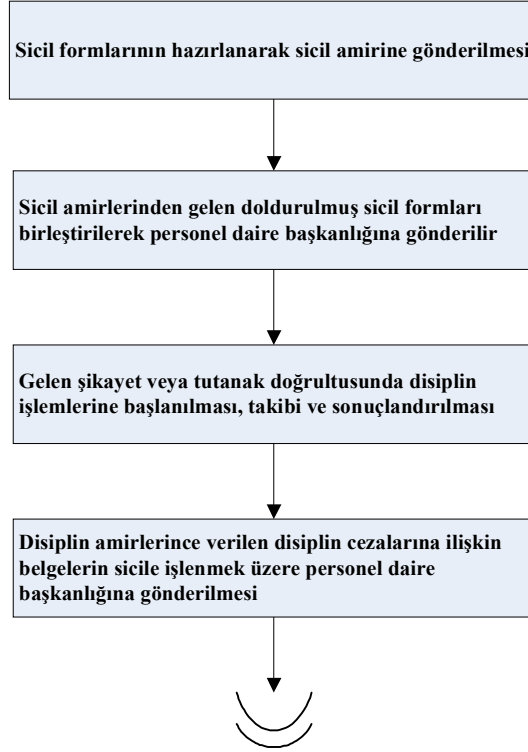 Sicil formlarının hazırlanarak sicil amirine gönderilmesi
Sicil amirlerinden gelen doldurulmuş sicil formları
birleştirilerek personel daire başkanlığına gönderilir
Gelen şikayet veya tutanak doğrultusunda disiplin
işlemlerine başlanılması, takibi ve sonuçlandırılması
Disiplin amirlerince verilen disiplin cezalarına ilişkin
belgelerin sicile işlenmek üzere personel daire
başkanlığına gönderilmesi